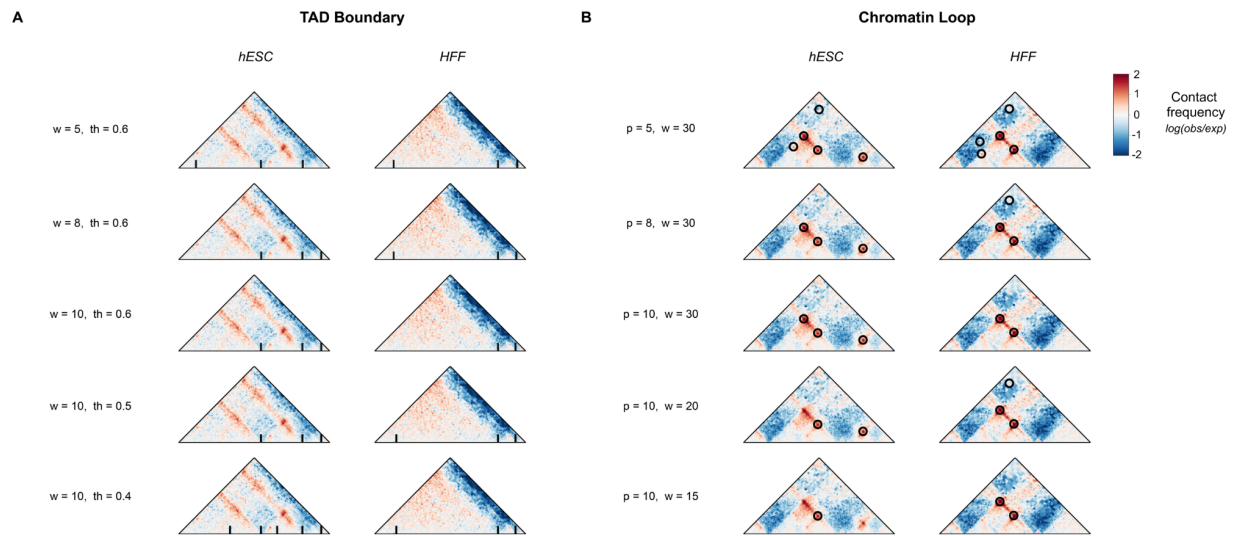 A
TAD Boundary
hESC
HFF
w = 5, th = 0.6
w = 8, th = 0.6
w = 10, th = 0.6
w = 10, th = 0.5
w = 10, th = 0.4
B
Chromatin Loop
hESC
HFF
p = 5, w = 30
p = 8, w = 30
p = 10, w = 30
p = 10, w = 20
p = 10, w = 15
2
1
0
-1
-2
Contact
frequency
log(obs/exp)